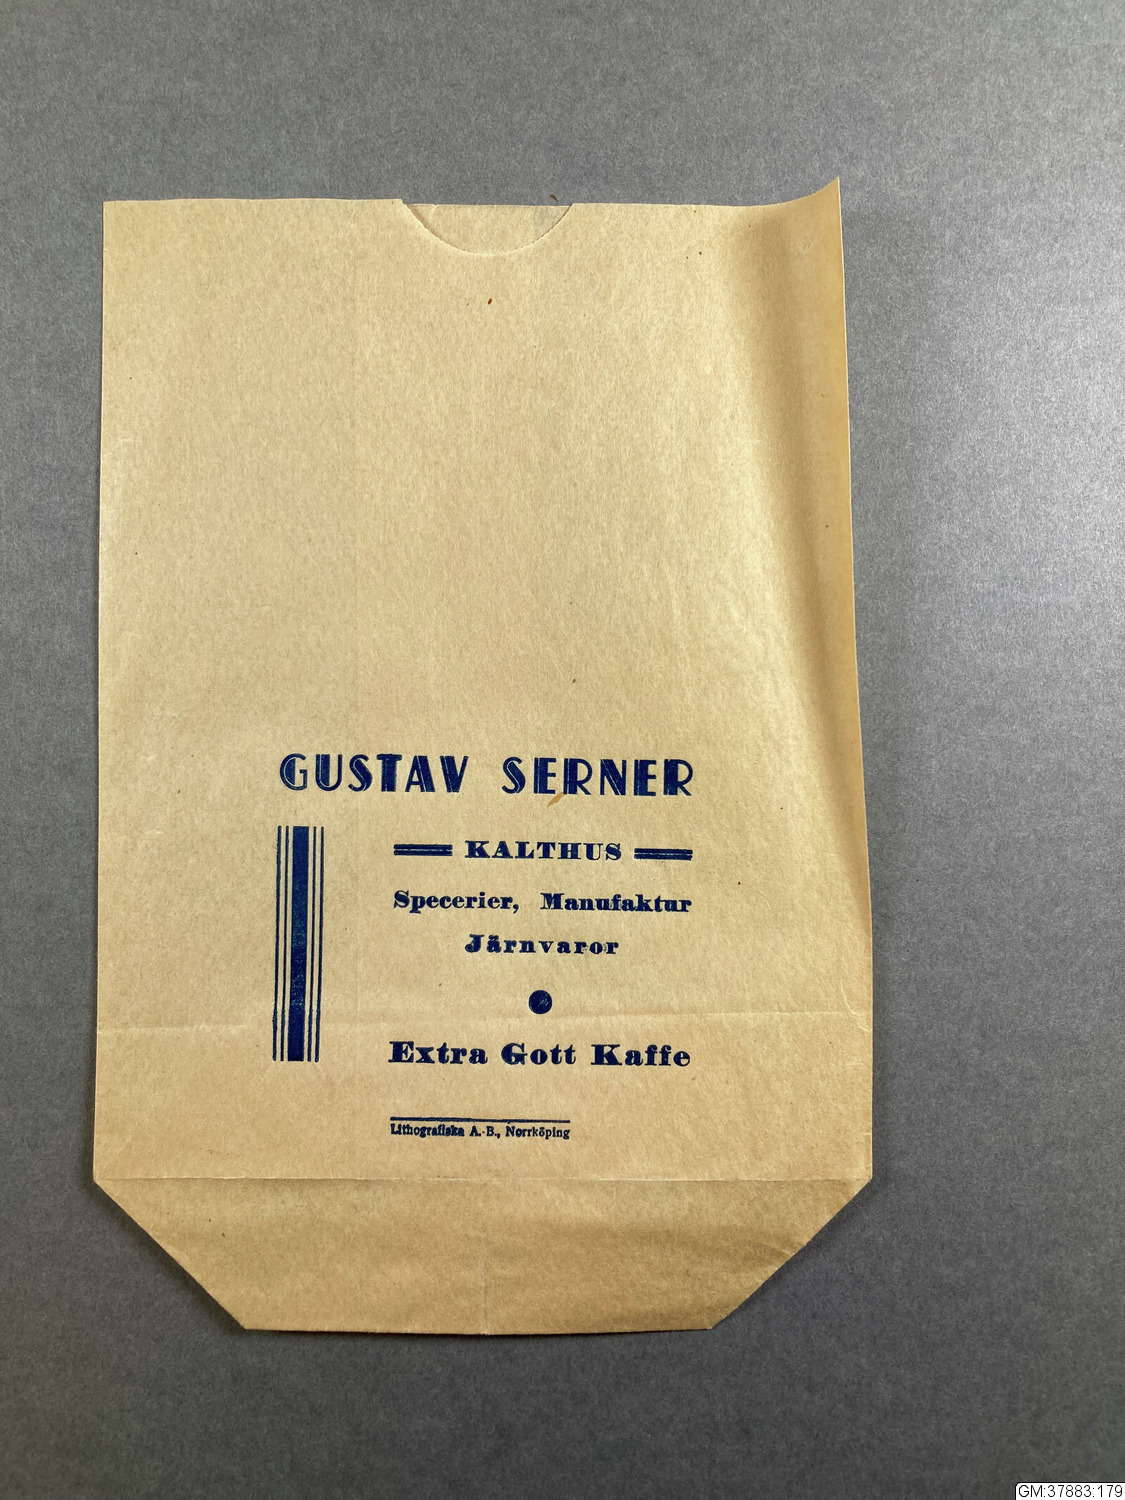 GUSTAV SERNER
KALTHUS
Specerier, Manufaktur
Järnvaror
Extra Gott Kaffe
Lithografiska A.-B., Norrköping
GM:37883:179